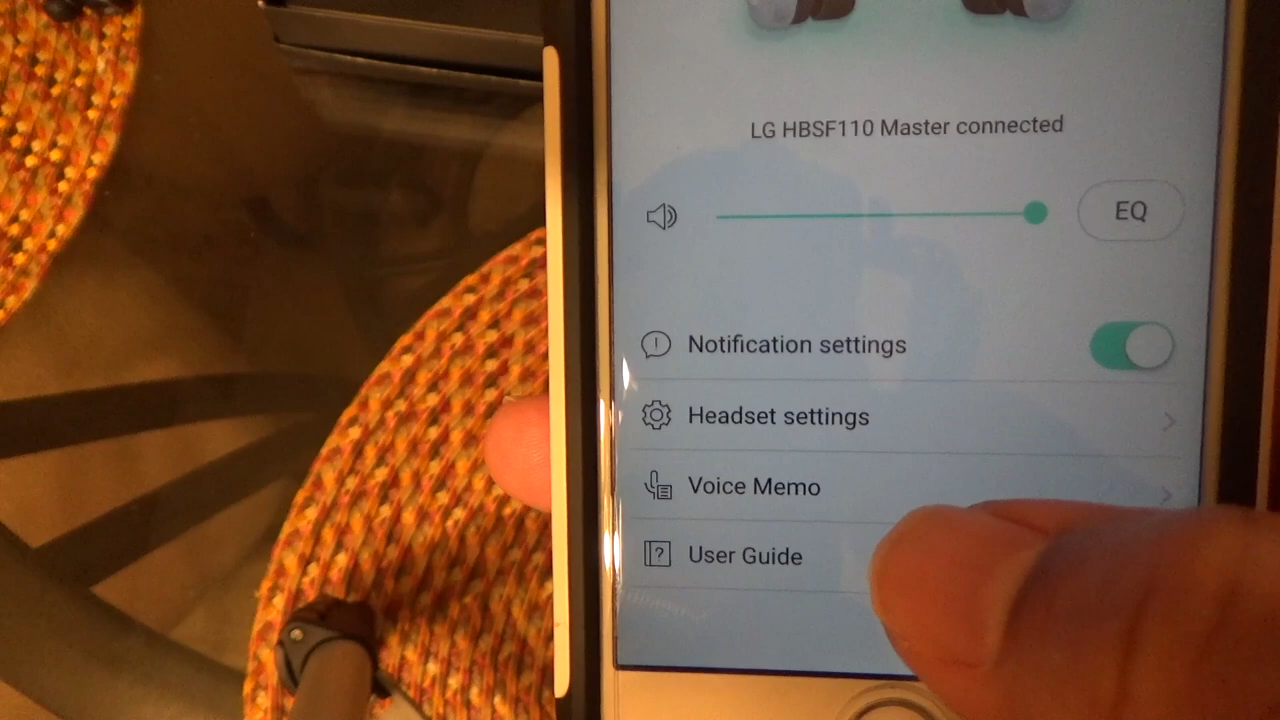 LG HBSF110 Master connected
EQ
Notification settings
Headset settings
Voice Memo
User Guide